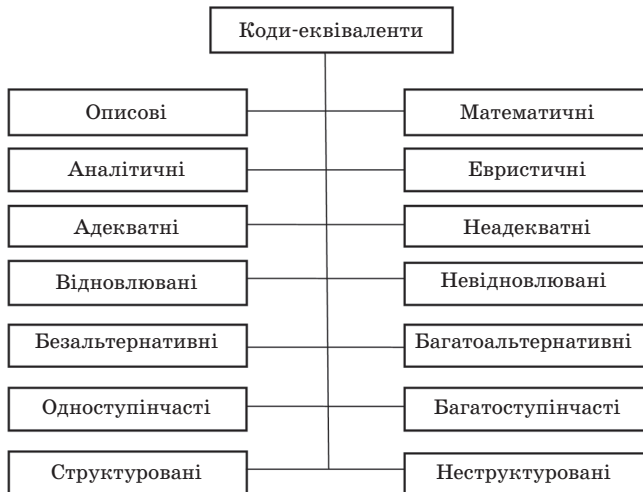 Коди-еквіваленти
Описові
Математичні
Аналітичні
Евристичні
Адекватні
Неадекватні
Відновлювані
Невідновлювані
Безальтернативні
Багатоальтернативні
Одноступінчасті
Багатоступінчасті
Структуровані
Неструктуровані